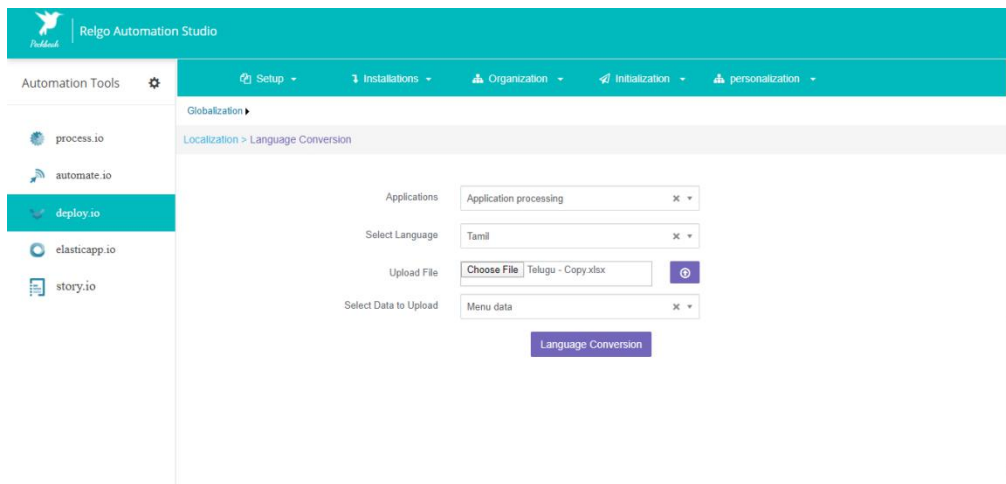 Pechbash
Relgo Automation Studio
Automation Tools
Setup
Installations
Organization
Initialization
personalization
Globalization
Localization > Language Conversion
process.io
automate.io
deploy.io
elasticapp.io
story.io
Applications
Application processing
Select Language
Tamil
Upload File
Choose File Telugu - Copy.xlsx
Select Data to Upload
Menu data
Language Conversion